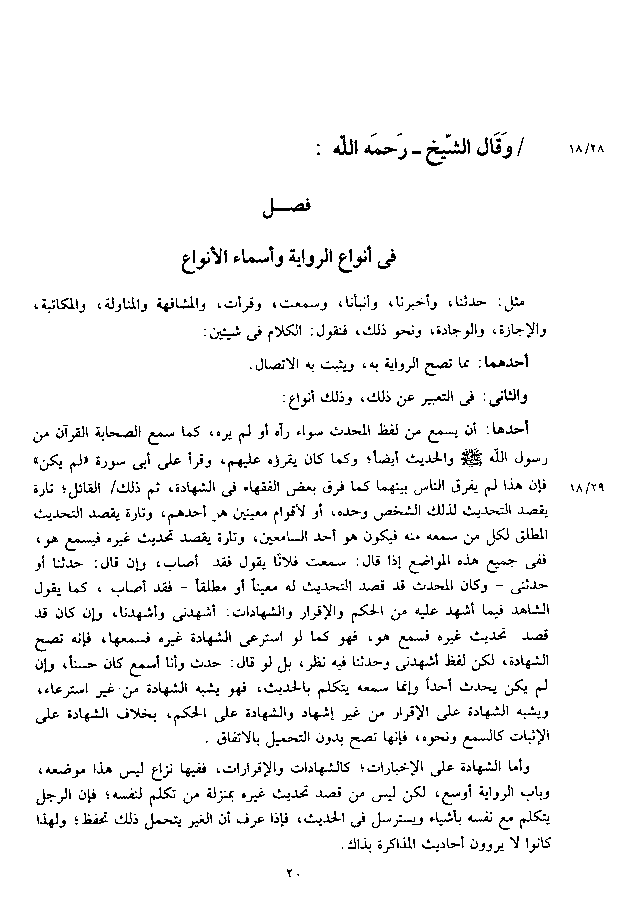 ١٨/٢٨ / وَقَال الشَّيخ ـ رَحمَه اللّه :
فصــل
فى أنواع الرواية وأسماء الأنواع
مثل: حدثنا، وأخبرنا، وأنبأنا، وسمعت، وقرأت، والمشافهة والمناولة، والمكاتبة،
والإجازة، والوجادة، ونحو ذلك، فنقول: الكلام فى شيئين:
أحدهما: مما تصح الرواية به، ويثبت به الاتصال.
والثانى: فى التعبير عن ذلك، وذلك أنواع:
أحدها: أن يسمع من لفظ المحدث سواء رآه أو لم يره، كما سمع الصحابة القرآن من
رسول اللّه ﷺ والحديث أيضاً؛ وكما كان يقرؤه عليهم، وقرأ على أبى سورة «لم يكن»
١٨/٢٩ فإن هذا لم يفرق الناس بينهما كما فرق بعض الفقهاء فى الشهادة، ثم ذلك/ القائل؛ تارة
يقصد التحديث لذلك الشخص وحده، أو لأقوام معينين هو أحدهم، وتارة يقصد التحديث
المطلق لكل من سمعه منه فيكون هو أحد السامعين، وتارة يقصد تحديث غيره فيسمع هو،
ففى جميع هذه المواضع إذا قال: سمعت فلانًا يقول فقد أصاب، وإن قال: حدثنا أو
حدثنى - وكان المحدث قد قصد التحديث له معيناً أو مطلقاً - فقد أصاب ، كما يقول
الشاهد فيما أشهد عليه من الحكم والإقرار والشهادات: أشهدنى وأشهدنا، وإن كان قد
قصد تحديث غيره فسمع هو، فهو كما لو استرعى الشهادة غيره فسمعها، فإنه تصح
الشهادة، لكن لفظ أشهدنى وحدثنا فيه نظر، بل لو قال: حدث وأنا أسمع كان حسناً، وإن
لم يكن يحدث أحداً وإنما سمعه يتكلم بالحديث، فهو يشبه الشهادة من غير استرعاء،
ويشبه الشهادة على الإقرار من غير إشهاد والشهادة على الحكم، بخلاف الشهادة على
الإثبات كالسمع ونحوه، فإنها تصح بدون التحميل بالاتفاق .
وأما الشهادة على الإخبارات؛ كالشهادات والإقرارات، ففيها نزاع ليس هذا موضعه،
وباب الرواية أوسع، لكن ليس من قصد تحديث غيره بمنزلة من تكلم لنفسه؛ فإن الرجل
يتكلم مع نفسه بأشياء ويسترسل فى الحديث، فإذا عرف أن الغير يتحمل ذلك تحفظ؛ ولهذا
كانوا لا يروون أحاديث المذاكرة بذاك.
٢٠